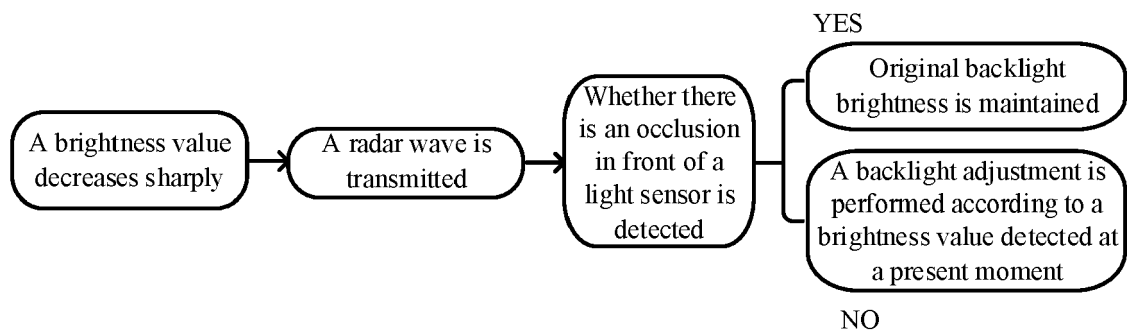 A brightness value
decreases sharply
A radar wave is
transmitted
Whether there
is an occlusion
in front of a
light sensor is
detected
YES
Original backlight
brightness is maintained
A backlight adjustment is
performed according to a
brightness value detected at
a present moment
NO